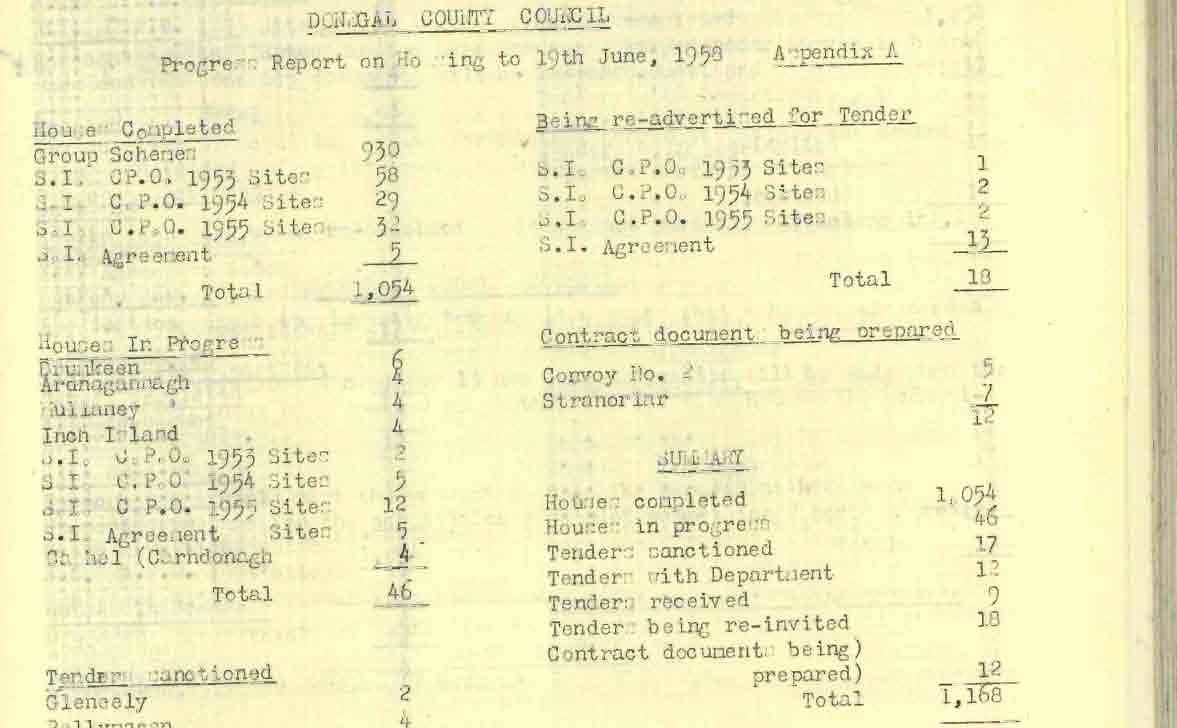 DONEGAL COUNTY COUNCIL
Progress Report on Housing to 19th June, 1958 Appendix A
Houses Completed
Group Schemes 930
S.I. CP.O. 1953 Sites 58
S.I. C.P.O. 1954 Sites 29
S.I. C.P.O. 1955 Sites 32
S.I. Agreement 5
Total 1,054
Houses In Progress
Drumkeen 6
Aranagannagh 4
Mullaney 4
Inch Island 4
S.I. C.P.O. 1953 Sites 2
S.I. C.P.O 1954 Sites 5
S.I. C P.O. 1955 Sites 12
S.I. Agreement Sites 5
Cashel (Carndonagh 4
Total 46
Tenders sanctioned
Gleneely 2
4
Being re-advertised for Tender
S.I. C.P.O. 1953 Sites 1
S.I. C.P.O. 1954 Sites 2
S.I. C.P.O. 1955 Sites 2
S.I. Agreement 13
Total 18
Contract documents being prepared
Convoy No. 2 5
Stranorlar 7
12
SUMMARY
Houses completed 1,054
Houses in progress 46
Tenders sanctioned 17
Tenders with Department 12
Tenders received 9
Tenders being re-invited 18
Contract documents being)
prepared) 12
Total 1,168